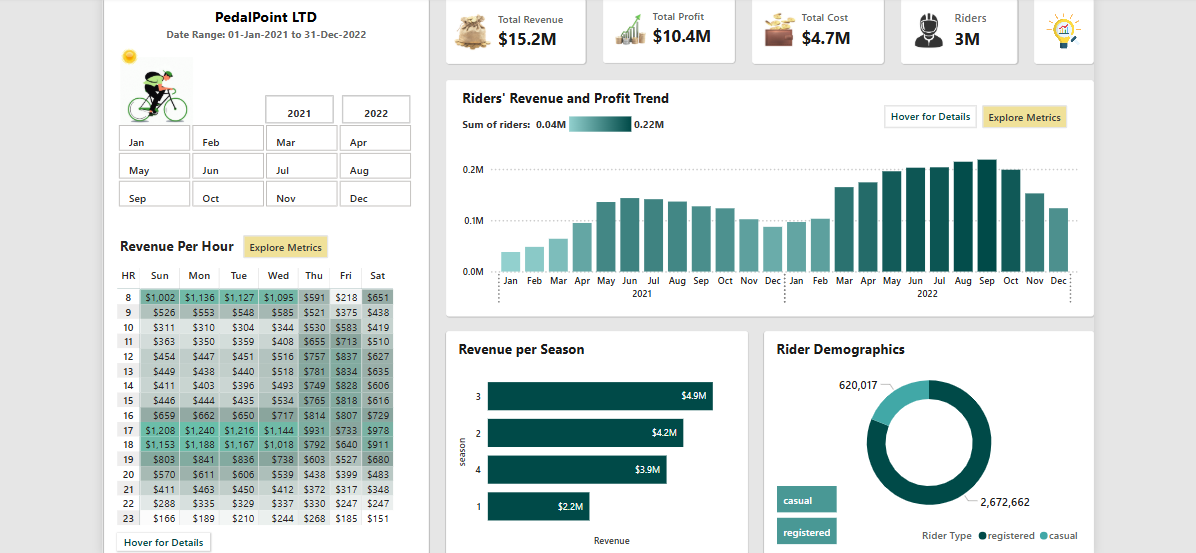 PedalPoint LTD
Date Range: 01-Jan-2021 to 31-Dec-2022
2021 2022
Jan Feb Mar Apr
May Jun Jul Aug
Sep Oct Nov Dec
Revenue Per Hour Explore Metrics
HR Sun Mon Tue Wed Thu Fri Sat
8 $1,002 $1,136 $1,127 $1,095 $591 $218 $651
9 $526 $553 $548 $585 $521 $375 $438
10 $311 $310 $304 $344 $530 $583 $419
11 $363 $350 $359 $408 $655 $713 $510
12 $454 $447 $451 $516 $757 $837 $627
13 $449 $438 $440 $518 $781 $834 $635
14 $411 $403 $396 $493 $749 $828 $606
15 $446 $444 $435 $534 $765 $818 $616
16 $659 $662 $650 $717 $814 $807 $729
17 $1,208 $1,240 $1,216 $1,144 $931 $733 $978
18 $1,153 $1,188 $1,167 $1,018 $792 $640 $911
19 $803 $841 $836 $738 $603 $527 $680
20 $570 $611 $606 $539 $438 $399 $483
21 $411 $463 $450 $412 $372 $317 $348
22 $288 $335 $329 $337 $330 $247 $247
23 $166 $189 $210 $244 $268 $185 $151
Hover for Details
Total Revenue
$15.2M
Total Profit
$10.4M
Total Cost
$4.7M
Riders
3M
Riders' Revenue and Profit Trend
Sum of riders: 0.04M 0.22M
Hover for Details Explore Metrics
0.2M
0.1M
0.0M
Jan Feb Mar Apr May Jun Jul Aug Sep Oct Nov Dec Jan Feb Mar Apr May Jun Jul Aug Sep Oct Nov Dec
2021 2022
Revenue per Season
season
3 $4.9M
2 $4.2M
4 $3.9M
1 $2.2M
Revenue
Rider Demographics
620,017
2,672,662
casual
registered
Rider Type registered casual